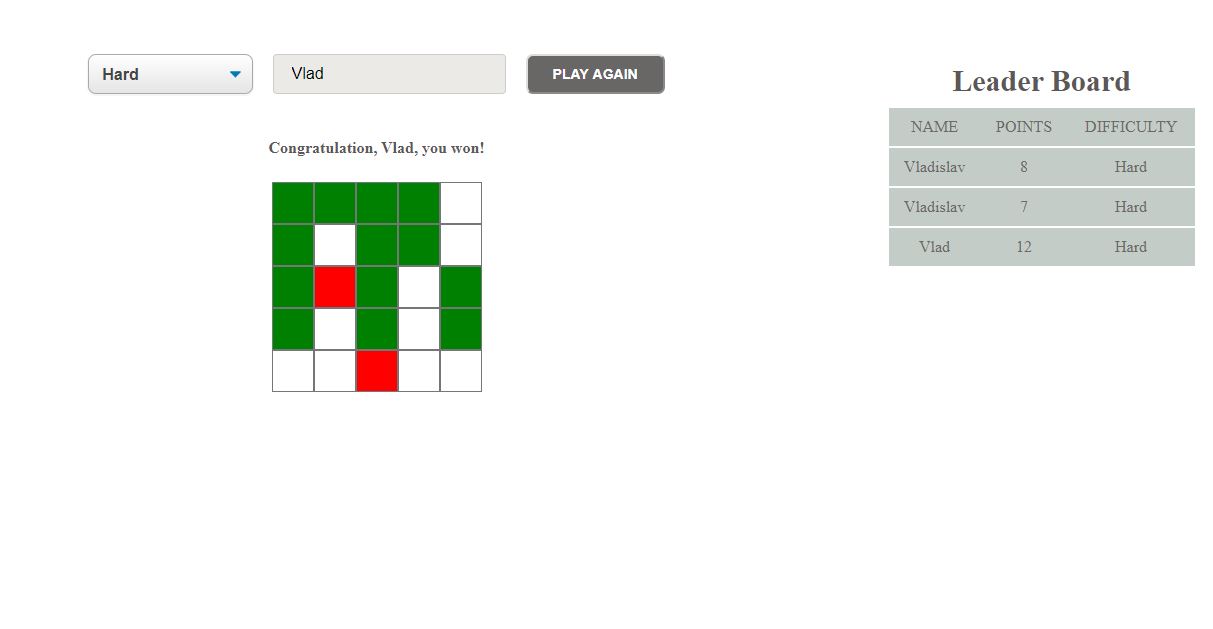 Hard
Vlad
PLAY AGAIN
Congratulation, Vlad, you won!
Leader Board
NAME POINTS DIFFICULTY
Vladislav 8 Hard
Vladislav 7 Hard
Vlad 12 Hard